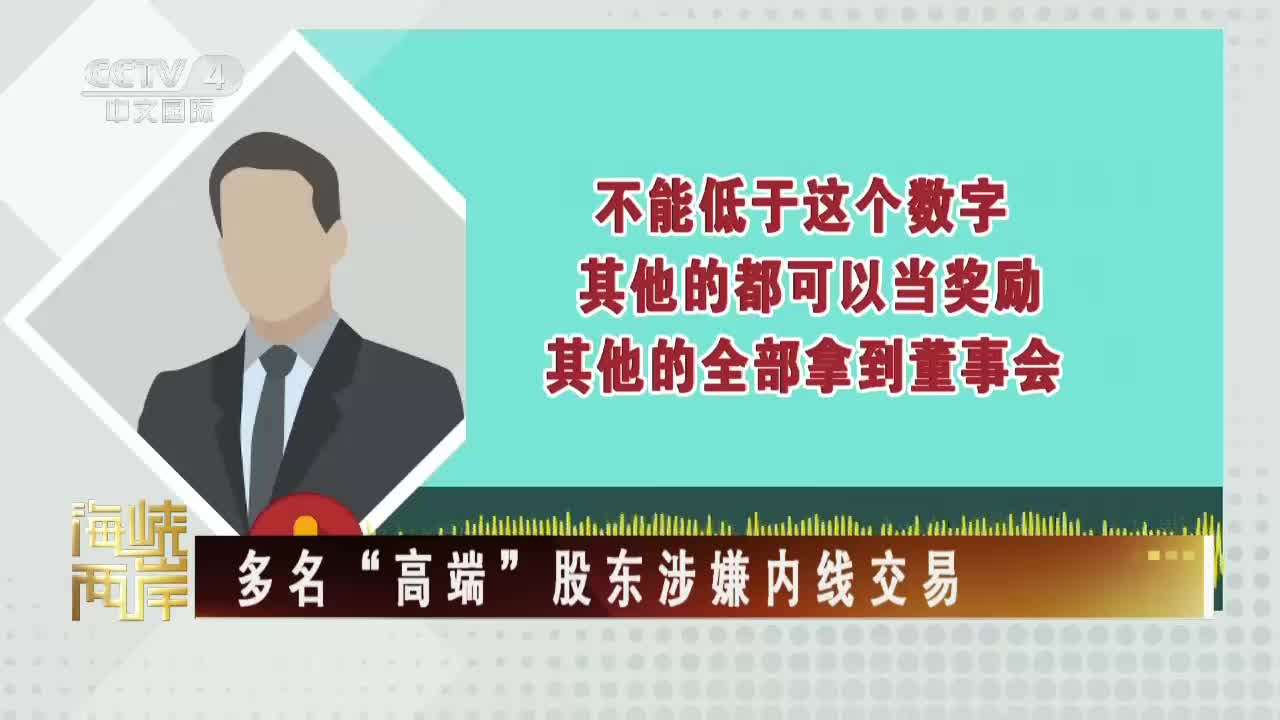 CCTV 4
中文国际
不能低于这个数字
其他的都可以当奖励
其他的全部拿到董事会
海峡
两岸
多名“高端”股东涉嫌内线交易